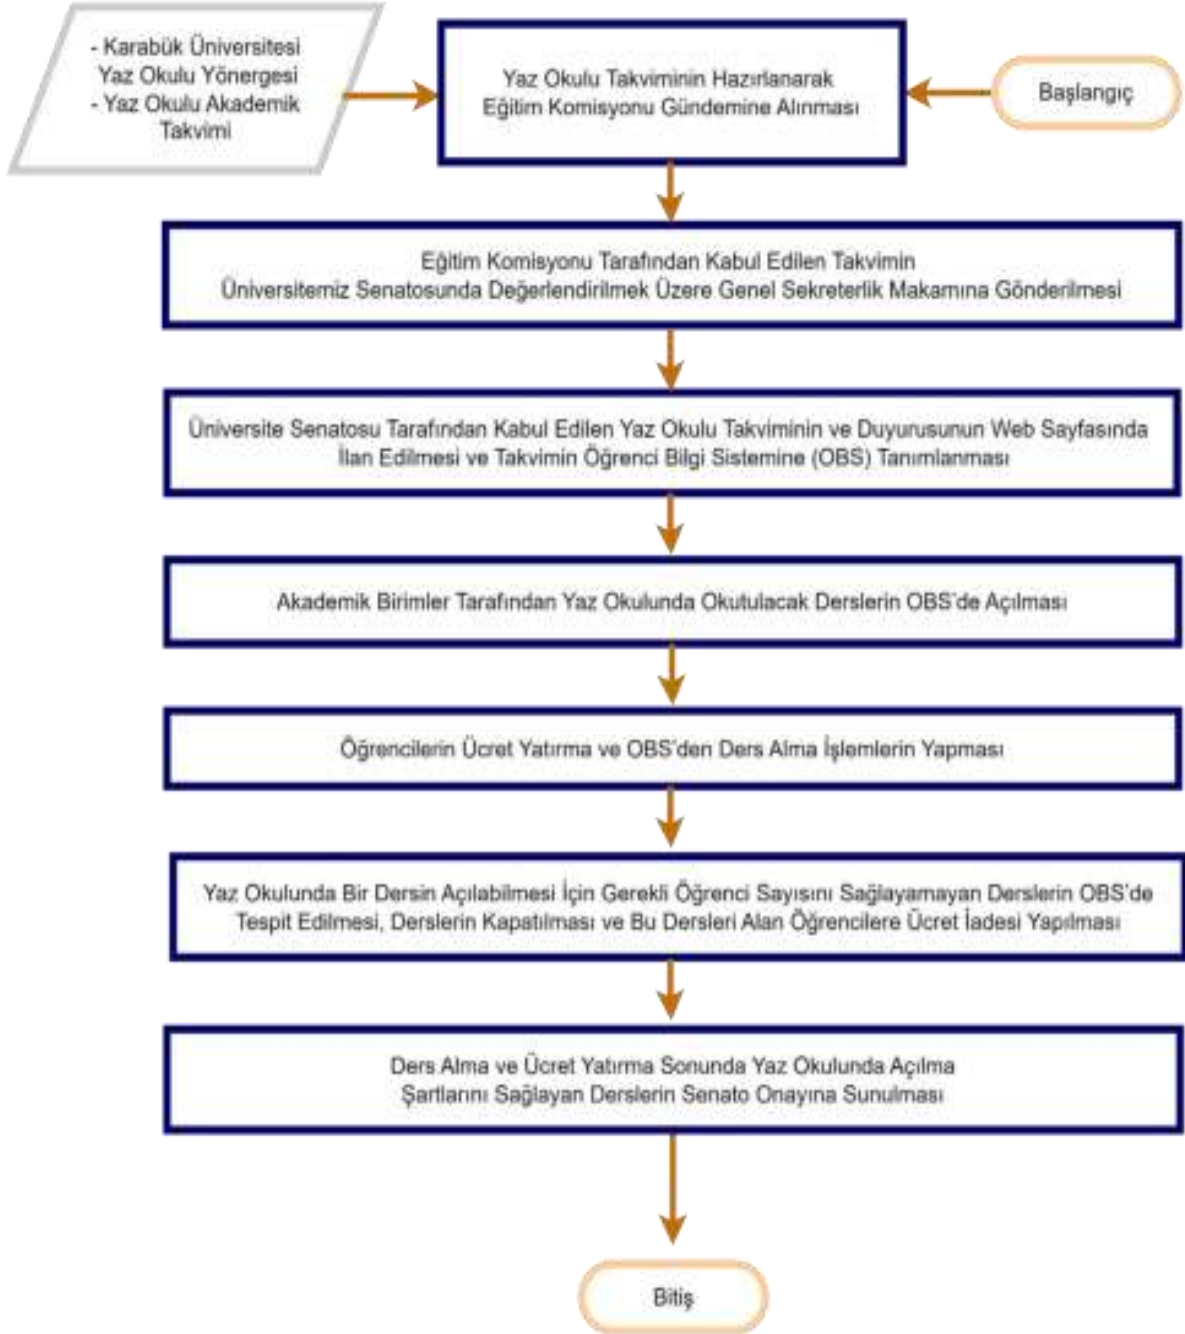 - Karabük Üniversitesi
Yaz Okulu Yönergesi
- Yaz Okulu Akademik
Takvimi
Yaz Okulu Takviminin Hazırlanarak
Eğitim Komisyonu Gündemine Alınması
Başlangıç
Eğitim Komisyonu Tarafından Kabul Edilen Takvimin
Üniversitemiz Senatosunda Değerlendirilmek Üzere Genel Sekreterlik Makamına Gönderilmesi
Üniversite Senatosu Tarafından Kabul Edilen Yaz Okulu Takviminin ve Duyurusunun Web Sayfasında
İlan Edilmesi ve Takvimin Öğrenci Bilgi Sistemine (OBS) Tanımlanması
Akademik Birimler Tarafından Yaz Okulunda Okutulacak Derslerin OBS'de Açılması
Öğrencilerin Ücret Yatırma ve OBS'den Ders Alma İşlemlerin Yapması
Yaz Okulunda Bir Dersin Açılabilmesi İçin Gerekli Öğrenci Sayısını Sağlayamayan Derslerin OBS'de
Tespit Edilmesi, Derslerin Kapatılması ve Bu Dersleri Alan Öğrencilere Ücret İadesi Yapılması
Ders Alma ve Ücret Yatırma Sonunda Yaz Okulunda Açılma
Şartlarını Sağlayan Derslerin Senato Onayına Sunulması
Bitiş